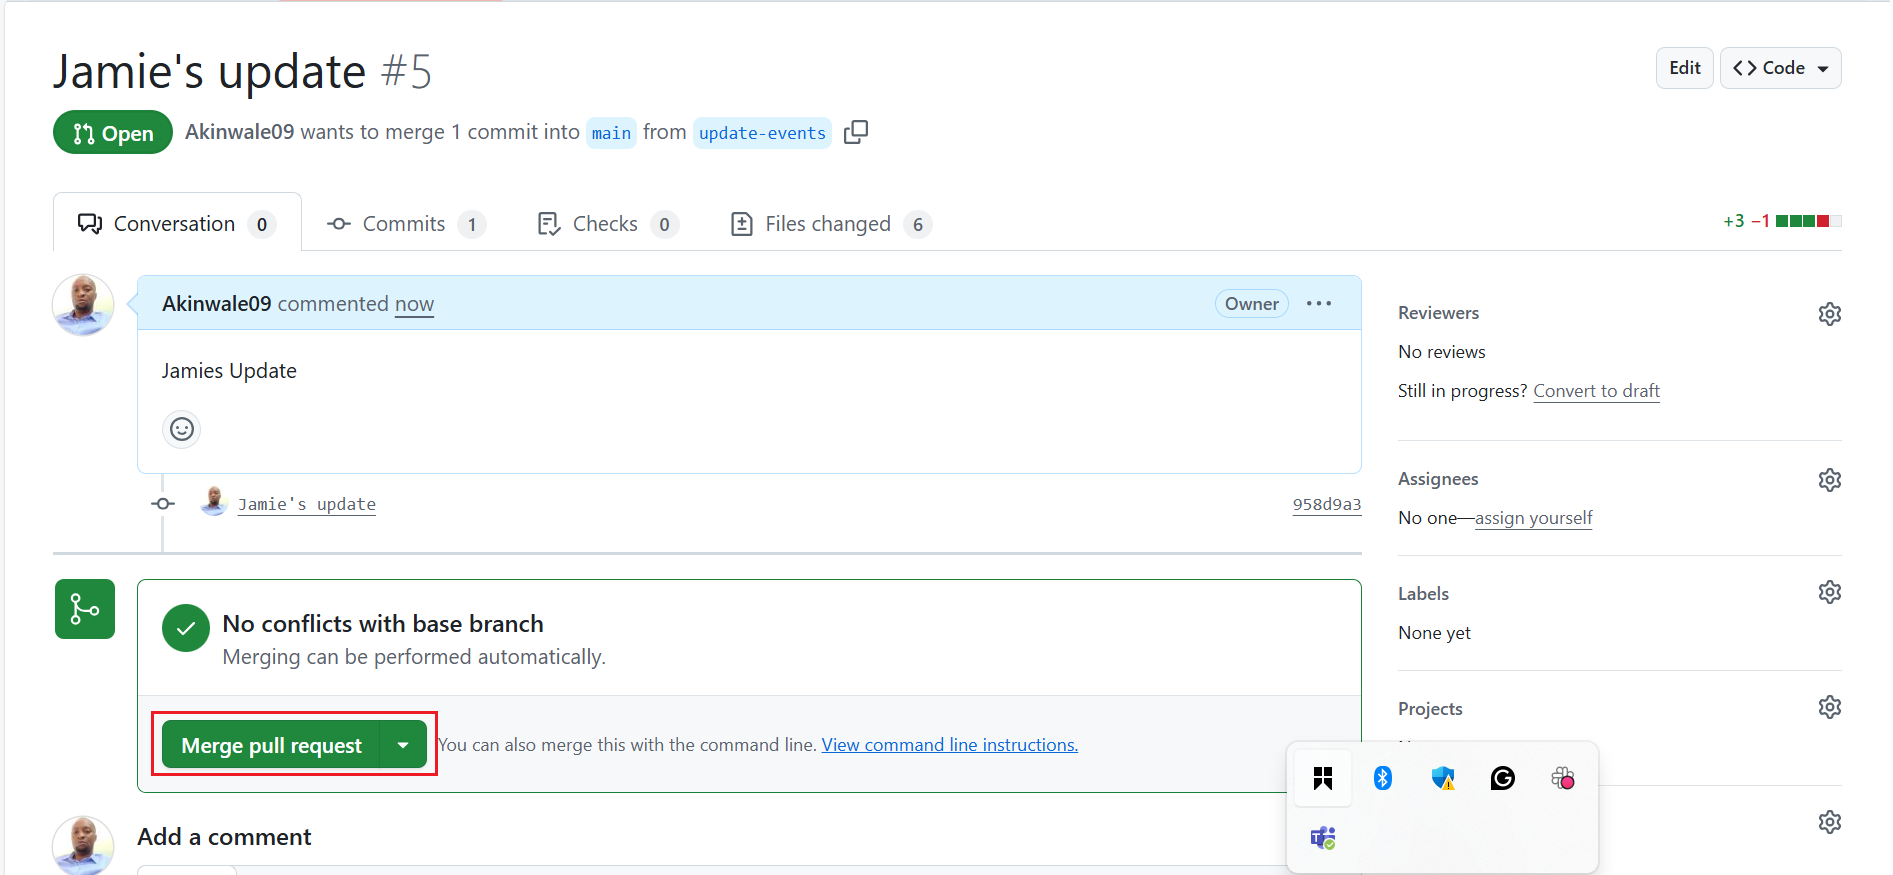 Jamie's update #5
Edit
Code
Open
Akinwale09 wants to merge 1 commit into main from update-events
Conversation 0
Commits 1
Checks 0
Files changed 6
+3 −1
Akinwale09 commented now
Owner
Jamies Update
Jamie's update
958d9a3
No conflicts with base branch
Merging can be performed automatically.
Merge pull request
You can also merge this with the command line. View command line instructions.
Add a comment
Reviewers
No reviews
Still in progress? Convert to draft
Assignees
No one—assign yourself
Labels
None yet
Projects